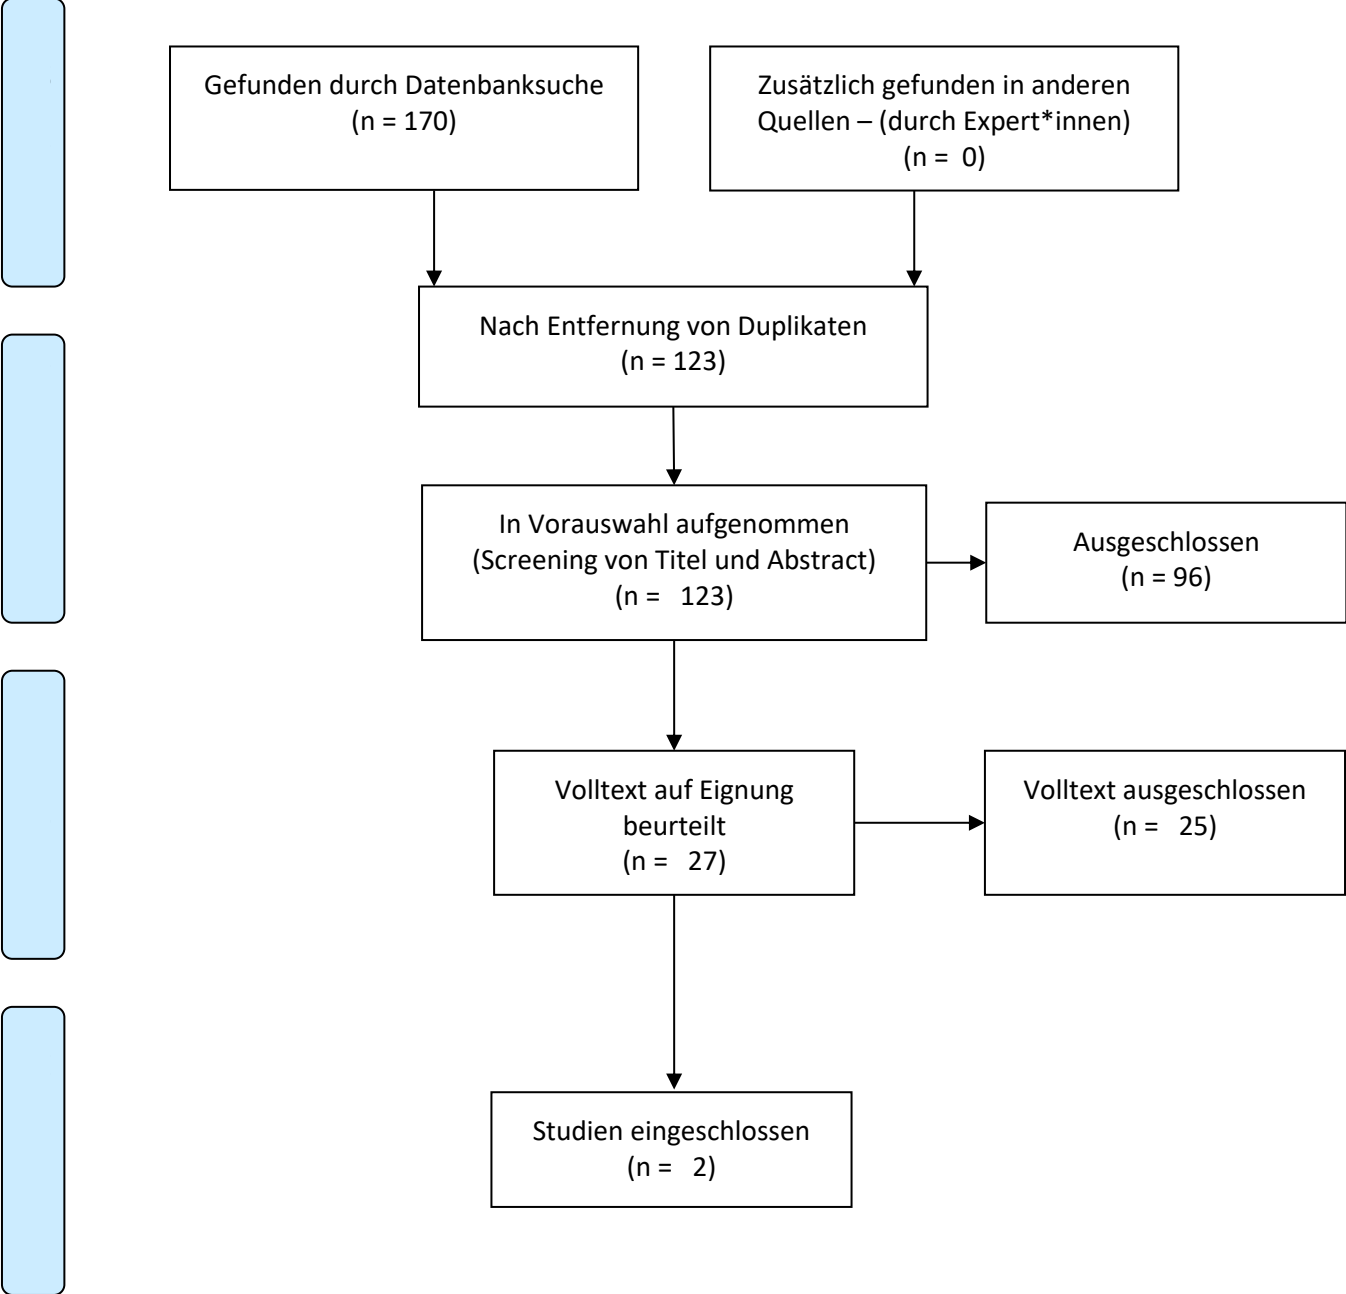 Gefunden durch Datenbanksuche
(n = 170)
Zusätzlich gefunden in anderen
Quellen – (durch Expert*innen)
(n =  0)
Nach Entfernung von Duplikaten
(n = 123)
In Vorauswahl aufgenommen
(Screening von Titel und Abstract)
(n =   123)
Ausgeschlossen
(n = 96)
Volltext auf Eignung
beurteilt
(n =   27)
Volltext ausgeschlossen
(n =   25)
Studien eingeschlossen
(n =   2)